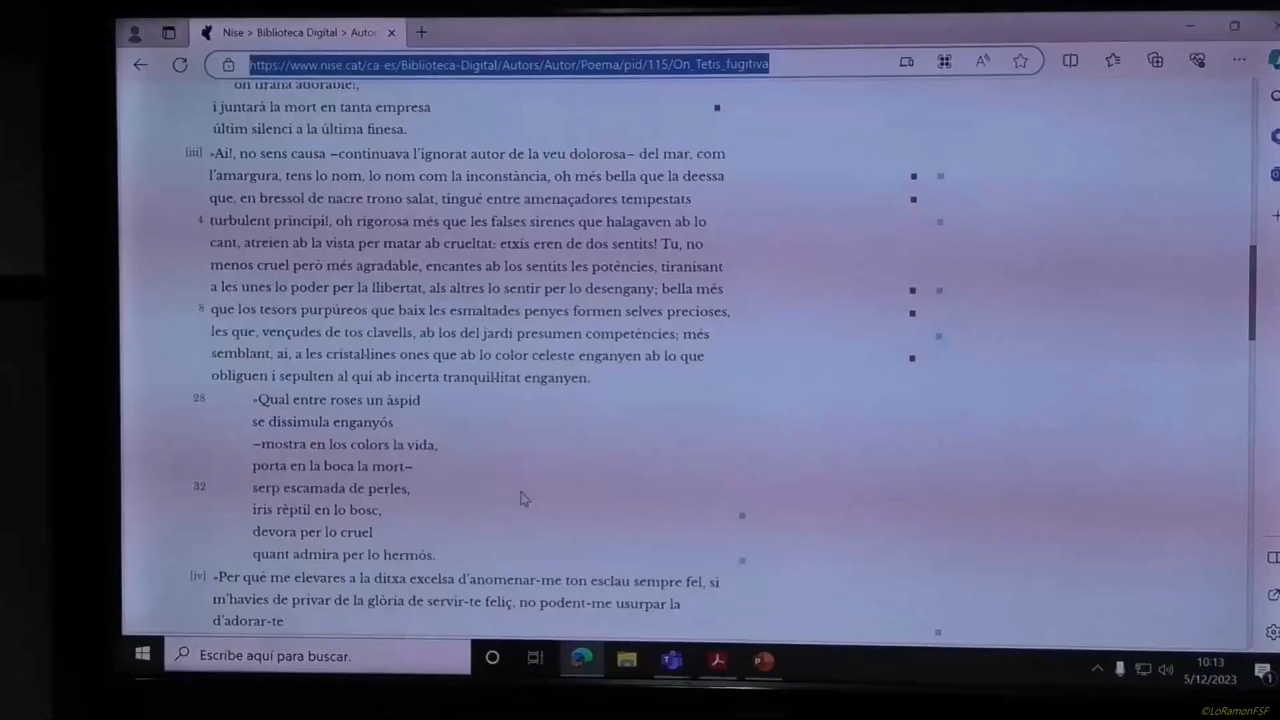 Nise > Biblioteca Digital > Autor
https://www.nise.cat/ca-es/Biblioteca-Digital/Autors/Autor/Poema/pid/115/On_Tetis_fugitiva
i juntarà la mort en tanta empresa
últim silenci a la última finesa.
[iii] »Ai!, no sens causa –continuava l'ignorat autor de la veu dolorosa– del mar, com
l'amargura, tens lo nom, lo nom com la inconstància, oh més bella que la deessa
que, en bressol de nacre trono salat, tingué entre amenaçadores tempestats
4 turbulent principil, oh rigorosa més que les falses sirenes que halagaven ab lo
cant, atreien ab la vista per matar ab crueltat: etxís eren de dos sentits! Tu, no
menos cruel però més agradable, encantes ab los sentits les potències, tiranisant
a les unes lo poder per la llibertat, als altres lo sentir per lo desengany; bella més
8 que los tesors purpúreos que baix les esmaltades penyes formen selves precioses,
les que, vençudes de tos clavells, ab los del jardí presumen competències; més
semblant, ai, a les cristal·lines ones que ab lo color celeste enganyen ab lo que
obliguen i sepulten al qui ab incerta tranquil·litat enganyen.
28 »Qual entre roses un àspid
se dissimula enganyós
–mostra en los colors la vida,
porta en la boca la mort–
32 serp escamada de perles,
iris rèptil en lo bosc,
devora per lo cruel
quant admira per lo hermós.
[iv] »Per què me elevares a la ditxa excelsa d'anomenar-me ton esclau sempre fel, si
m'havies de privar de la glòria de servir-te feliç, no podent-me usurpar la
d'adorar-te
Escribe aquí para buscar.
10:13
5/12/2023
©LoRamonFSF